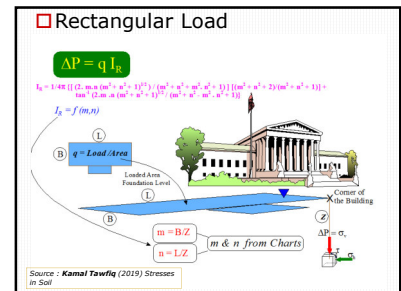 Rectangular Load
ΔP = q I_R
I_R = 1/4π [[ (2. m.n (m² + n² + 1)^1/2 ) / (m² + n² + m². n² + 1) ] [(m² + n² + 2)/(m² + n² + 1)] +
tan⁻¹ (2.m .n (m² + n² + 1)^1/2 / (m² + n² - m² . n² + 1)]
I_R = f (m,n)
L
B
q = Load /Area
Loaded Area
Foundation Level
L
B
Corner of
the Building
Z
ΔP = σ
m = B/Z
n = L/Z
m & n from Charts
Source : Kamal Tawfiq (2019) Stresses
in Soil